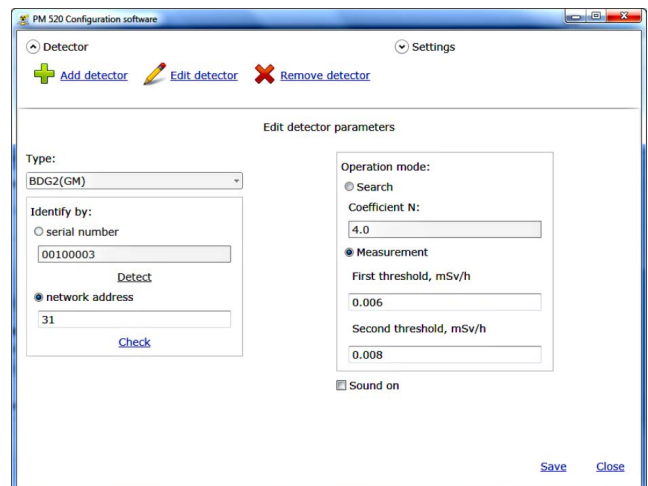 PM 520 Configuration software
Detector
Settings
Add detector
Edit detector
Remove detector
Edit detector parameters
Type:
BDG2(GM)
Identify by:
serial number
00100003
Detect
network address
31
Check
Operation mode:
Search
Coefficient N:
4.0
Measurement
First threshold, mSv/h
0.006
Second threshold, mSv/h
0.008
Sound on
Save
Close